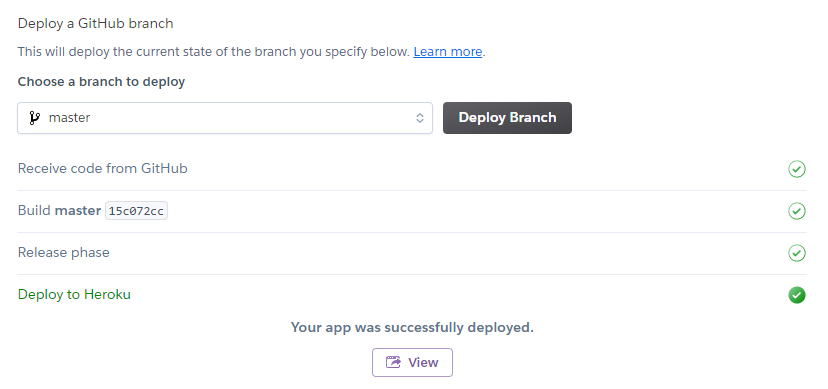 Deploy a GitHub branch
This will deploy the current state of the branch you specify below. Learn more.
Choose a branch to deploy
master
Deploy Branch
Receive code from GitHub
Build master 15c072cc
Release phase
Deploy to Heroku
Your app was successfully deployed.
View